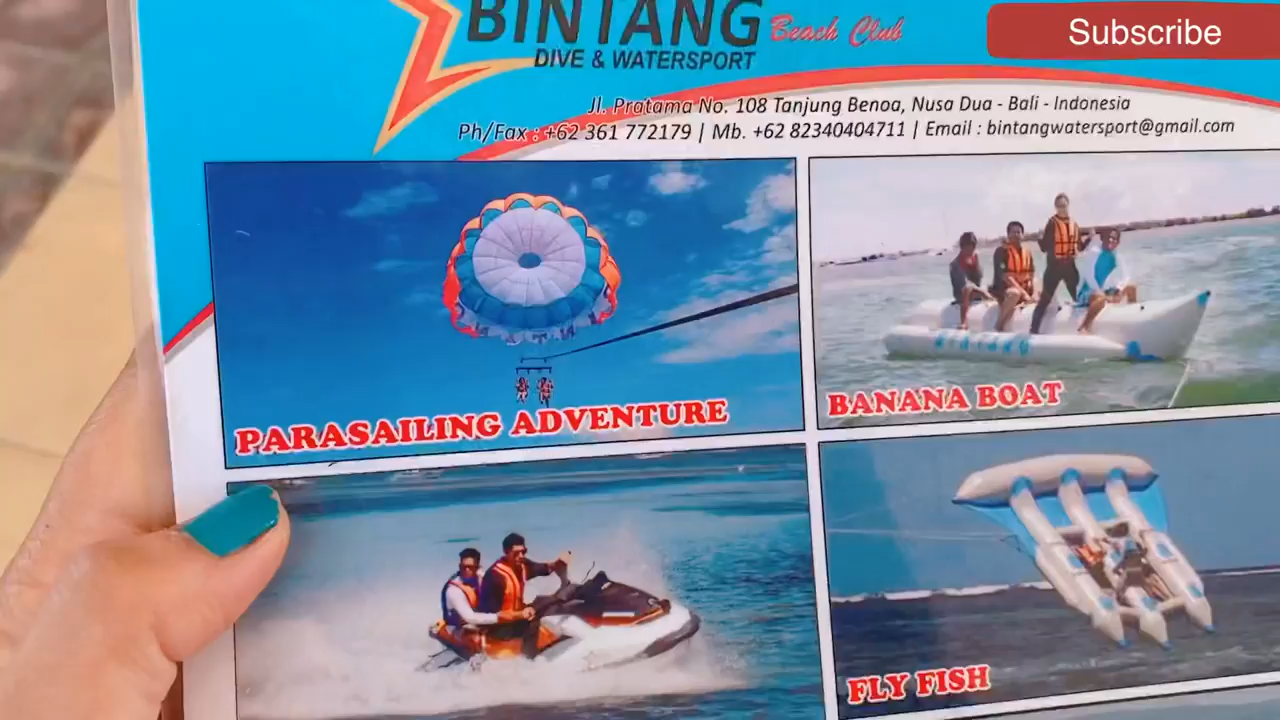 Subscribe
BINTANG Beach Club
DIVE & WATERSPORT
Jl. Pratama No. 108 Tanjung Benoa, Nusa Dua - Bali - Indonesia
Ph/Fax : +62 361 772179 | Mb. +62 82340404711 | Email : bintangwatersport@gmail.com
PARASAILING ADVENTURE
BANANA BOAT
FLY FISH